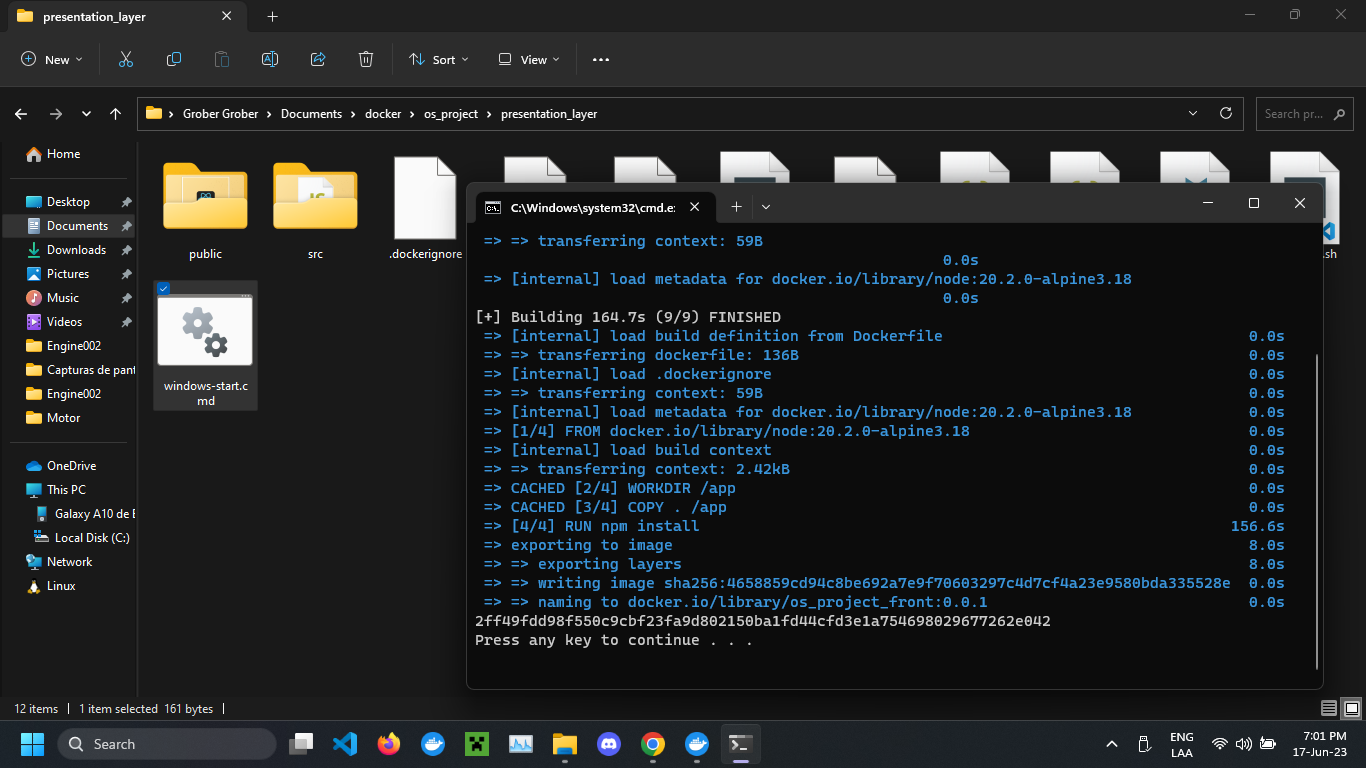 presentation_layer
New
Sort
View
Grober Grober > Documents > docker > os_project > presentation_layer
Search pr...
Home
Desktop
Documents
Downloads
Pictures
Music
Videos
Engine002
Capturas de pant
Engine002
Motor
OneDrive
This PC
Galaxy A10 de E
Local Disk (C:)
Network
Linux
public
src
.dockerignore
.sh
windows-start.c
md
C:\Windows\system32\cmd.e:
=> => transferring context: 59B
0.0s
=> [internal] load metadata for docker.io/library/node:20.2.0-alpine3.18
0.0s
[+] Building 164.7s (9/9) FINISHED
=> [internal] load build definition from Dockerfile 0.0s
=> => transferring dockerfile: 136B 0.0s
=> [internal] load .dockerignore 0.0s
=> => transferring context: 59B 0.0s
=> [internal] load metadata for docker.io/library/node:20.2.0-alpine3.18 0.0s
=> [1/4] FROM docker.io/library/node:20.2.0-alpine3.18 0.0s
=> [internal] load build context 0.0s
=> => transferring context: 2.42kB 0.0s
=> CACHED [2/4] WORKDIR /app 0.0s
=> CACHED [3/4] COPY . /app 0.0s
=> [4/4] RUN npm install 156.6s
=> exporting to image 8.0s
=> => exporting layers 8.0s
=> => writing image sha256:4658859cd94c8be692a7e9f70603297c4d7cf4a23e9580bda335528e 0.0s
=> => naming to docker.io/library/os_project_front:0.0.1 0.0s
2ff49fdd98f550c9cbf23fa9d802150ba1fd44cfd3e1a754698029677262e042
Press any key to continue . . .
12 items | 1 item selected 161 bytes |
Search
ENG
LAA
7:01 PM
17-Jun-23